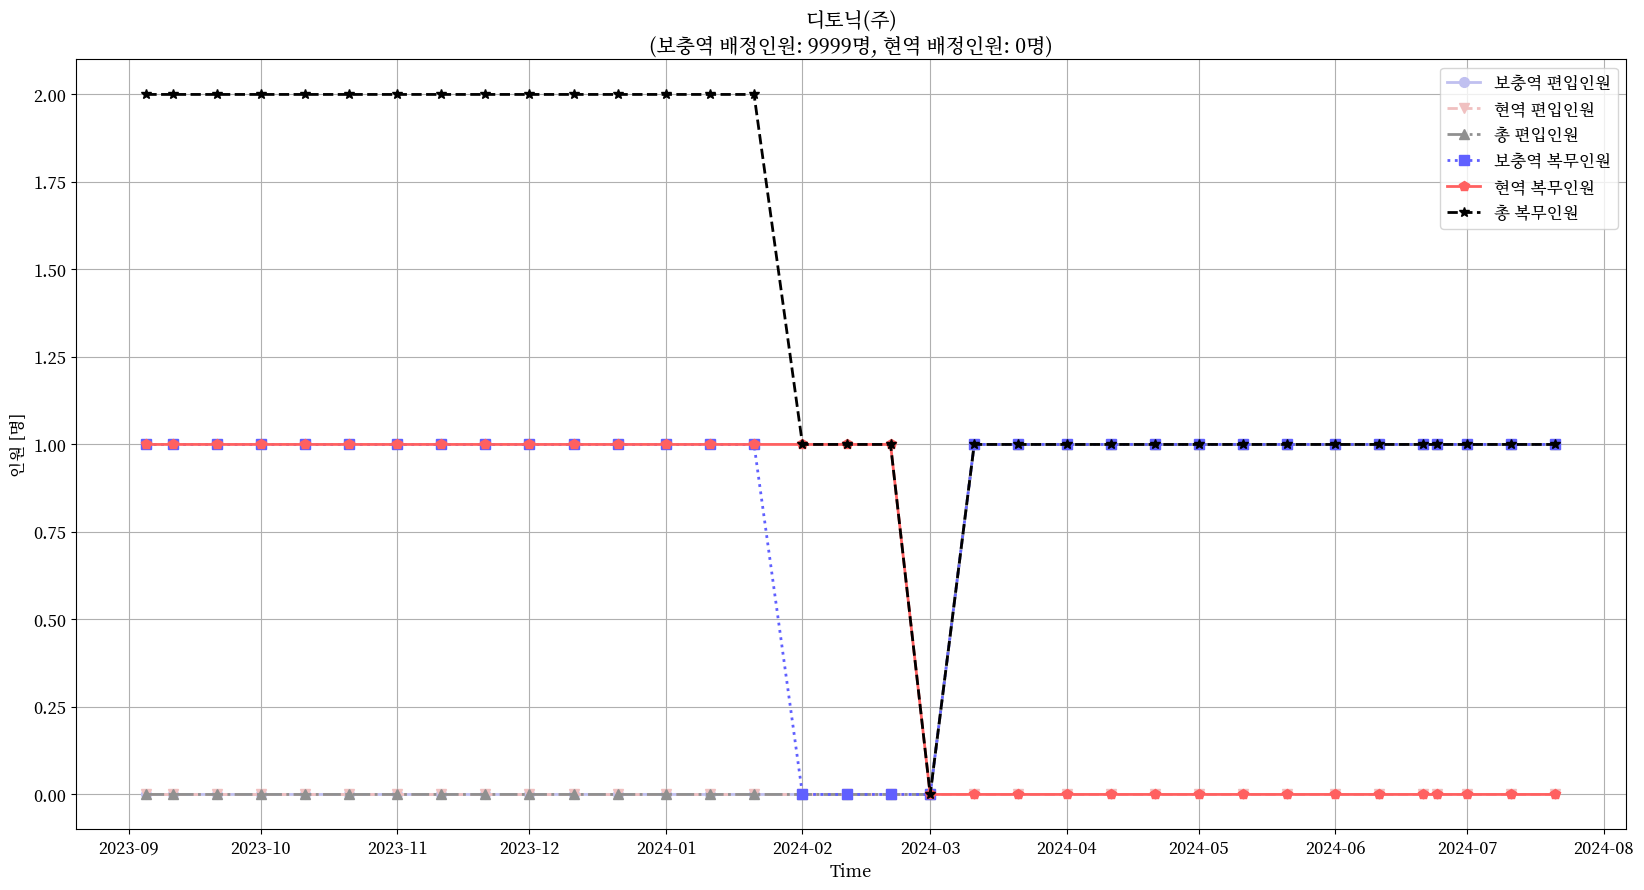 디토닉(주)
(보충역 배정인원: 9999명, 현역 배정인원: 0명)
보충역 편입인원
현역 편입인원
총 편입인원
보충역 복무인원
현역 복무인원
총 복무인원
인원 [명]
2.00
1.75
1.50
1.25
1.00
0.75
0.50
0.25
0.00
2023-09 2023-10 2023-11 2023-12 2024-01 2024-02 2024-03 2024-04 2024-05 2024-06 2024-07 2024-08
Time